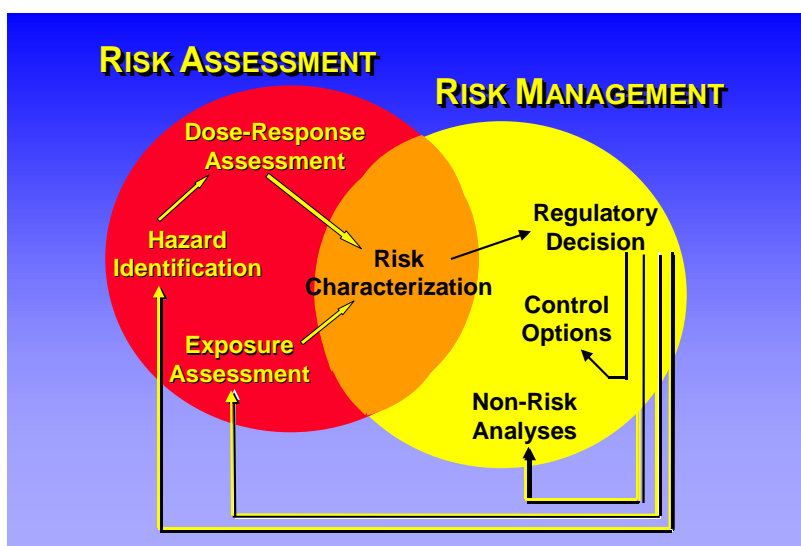 RISK ASSESSMENT
RISK MANAGEMENT
Dose-Response
Assessment
Hazard
Identification
Exposure
Assessment
Risk
Characterization
Regulatory
Decision
Control
Options
Non-Risk
Analyses